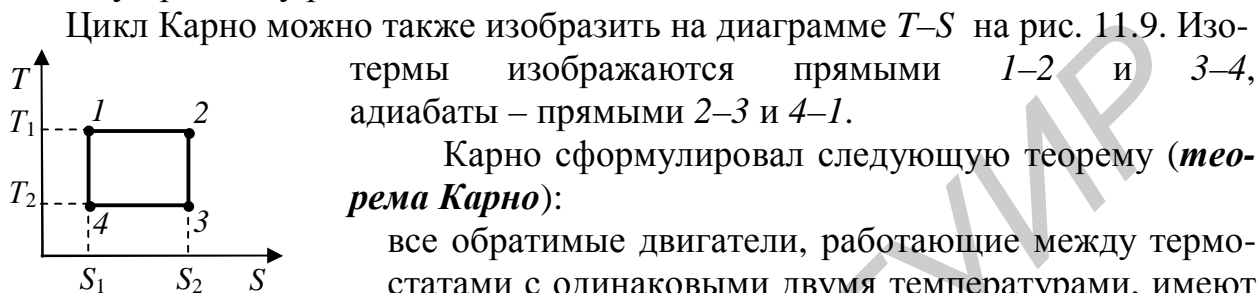 Цикл Карно можно также изобразить на диаграмме T–S на рис. 11.9. Изо-
термы изображаются прямыми 1–2 и 3–4,
адиабаты – прямыми 2–3 и 4–1.
Карно сформулировал следующую теорему (тео-
рема Карно):
все обратимые двигатели, работающие между термо-
статами с одинаковыми двумя температурами, имеют
T
1 2
T1
T2
4 3
S1 S2 S